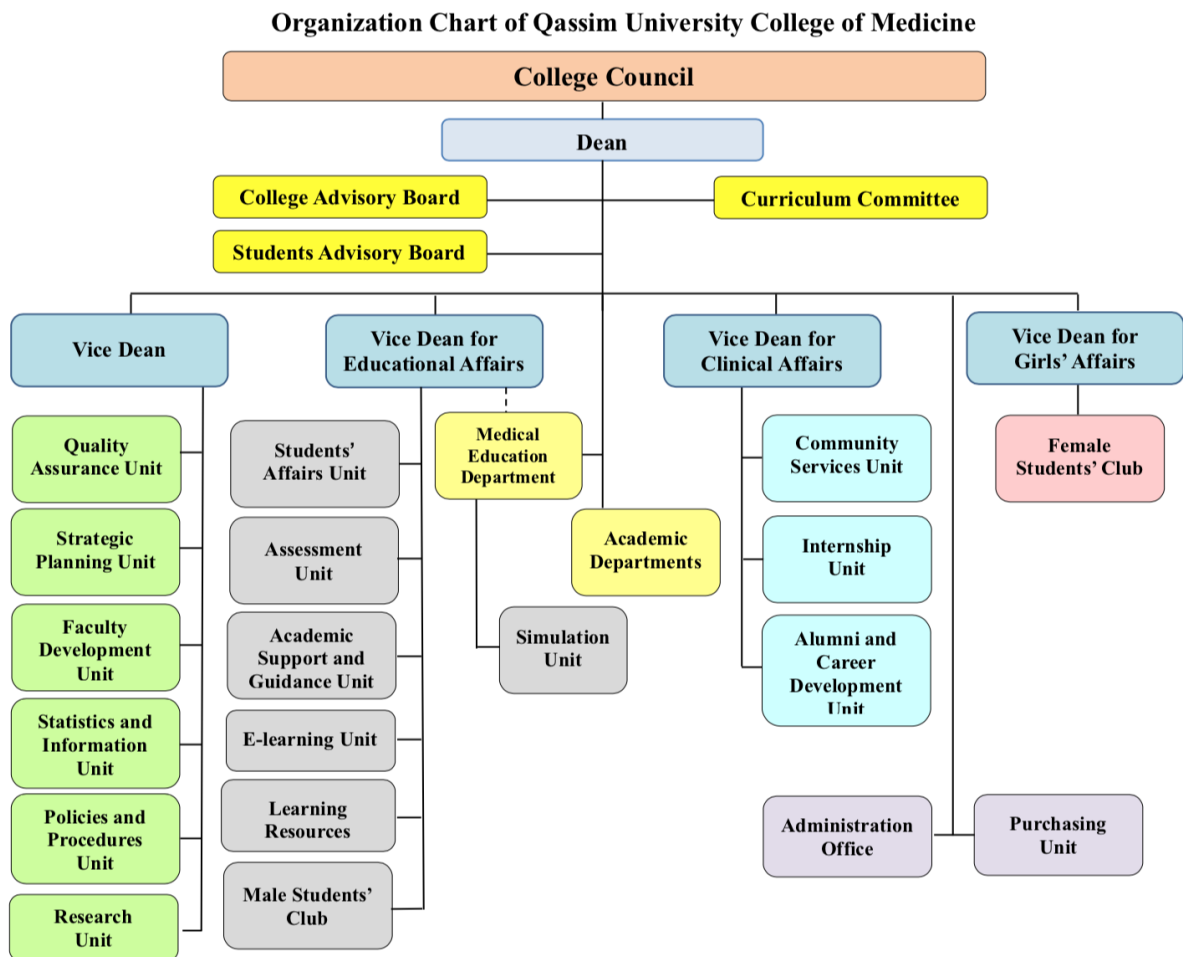 Organization Chart of Qassim University College of Medicine
College Council
Dean
College Advisory Board
Curriculum Committee
Students Advisory Board
Vice Dean
Vice Dean for
Educational Affairs
Vice Dean for
Clinical Affairs
Vice Dean for
Girls' Affairs
Quality
Assurance Unit
Strategic
Planning Unit
Faculty
Development
Unit
Statistics and
Information
Unit
Policies and
Procedures
Unit
Research
Unit
Students'
Affairs Unit
Assessment
Unit
Academic
Support and
Guidance Unit
E-learning Unit
Learning
Resources
Male Students'
Club
Medical
Education
Department
Simulation
Unit
Academic
Departments
Community
Services Unit
Internship
Unit
Alumni and
Career
Development
Unit
Female
Students' Club
Administration
Office
Purchasing
Unit